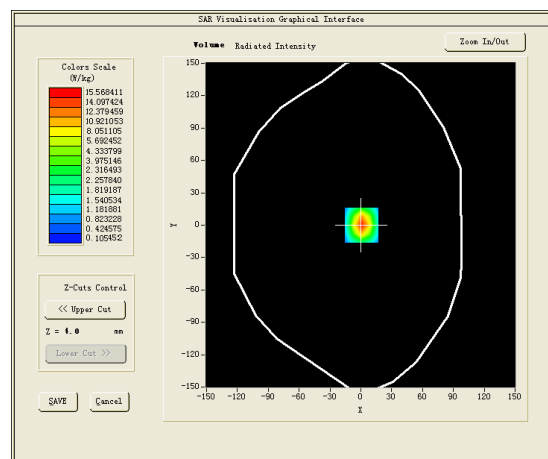 SAR Visualisation Graphical Interface
Volume Radiated Intensity
Zoom In/Out
Colors Scale
(W/kg)
15.568411
14.097424
12.379459
10.921053
8.051105
5.692452
4.333799
3.975146
2.316493
2.257840
1.819187
1.540534
1.181881
0.823228
0.424575
0.105452
Z-Cuts Control
<< Upper Cut
Z = 4.0 mm
Lower Cut >>
SAVE Cancel
150
120
90
60
30
0
-30
-60
-90
-120
-150
Y
-150 -120 -90 -60 -30 0 30 60 90 120 150
X